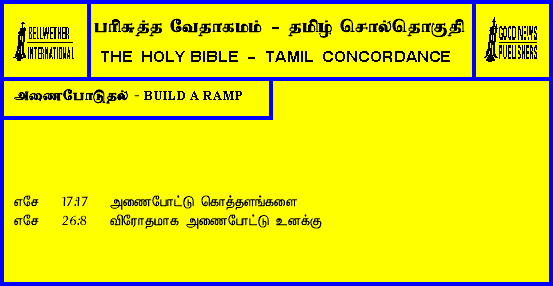 BELLWETHER
INTERNATIONAL
பரிசுத்த வேதாகமம் - தமிழ் சொல்தொகுதி
THE HOLY BIBLE - TAMIL CONCORDANCE
GOOD NEWS
PUBLISHERS
அணைபோடுதல் - BUILD A RAMP
எசே 17:17 அணைபோட்டு கொத்தளங்களை
எசே 26:8 விரோதமாக அணைபோட்டு உனக்கு